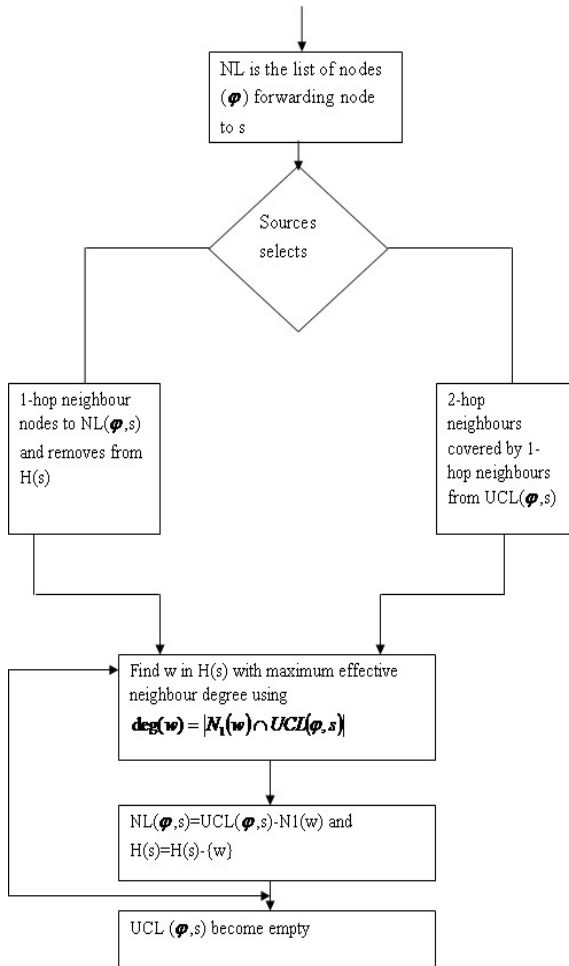 NL is the list of nodes
(φ) forwarding node
to s
Sources
selects
1-hop neighbour
nodes to NL(φ,s)
and removes from
H(s)
2-hop
neighbours
covered by 1-
hop neighbours
from UCL(φ,s)
Find w in H(s) with maximum effective
neighbour degree using
deg(w) = |N₁(w)∩UCL(φ,s)|
NL(φ,s)=UCL(φ,s)-N1(w) and
H(s)=H(s)-{w}
UCL (φ,s) become empty